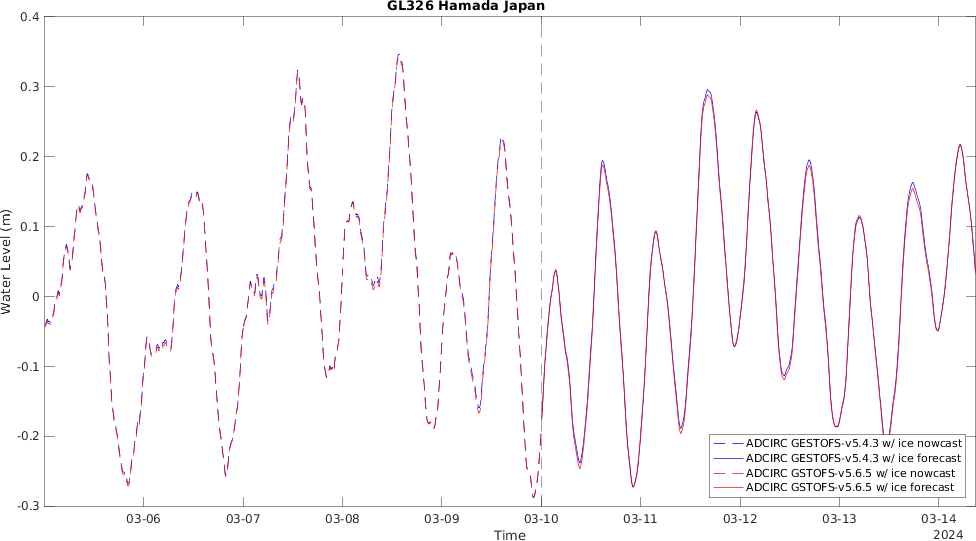 GL326 Hamada Japan
0.4
0.3
0.2
0.1
0
-0.1
-0.2
-0.3
Water Level (m)
ADCIRC GESTOFS-v5.4.3 w/ ice nowcast
ADCIRC GESTOFS-v5.4.3 w/ ice forecast
ADCIRC GSTOFS-v5.6.5 w/ ice nowcast
ADCIRC GSTOFS-v5.6.5 w/ ice forecast
03-06 03-07 03-08 03-09 03-10 03-11 03-12 03-13 03-14
Time 2024